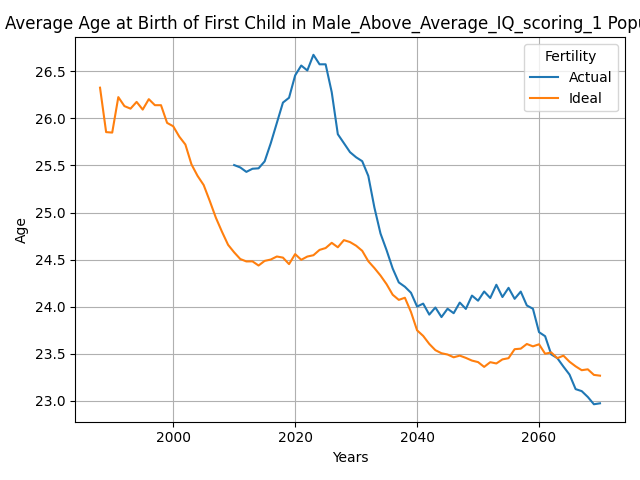 Average Age at Birth of First Child in Male_Above_Average_IQ_scoring_1 Popu
Fertility
Actual
Ideal
26.5
26.0
25.5
25.0
24.5
24.0
23.5
23.0
Age
2000 2020 2040 2060
Years